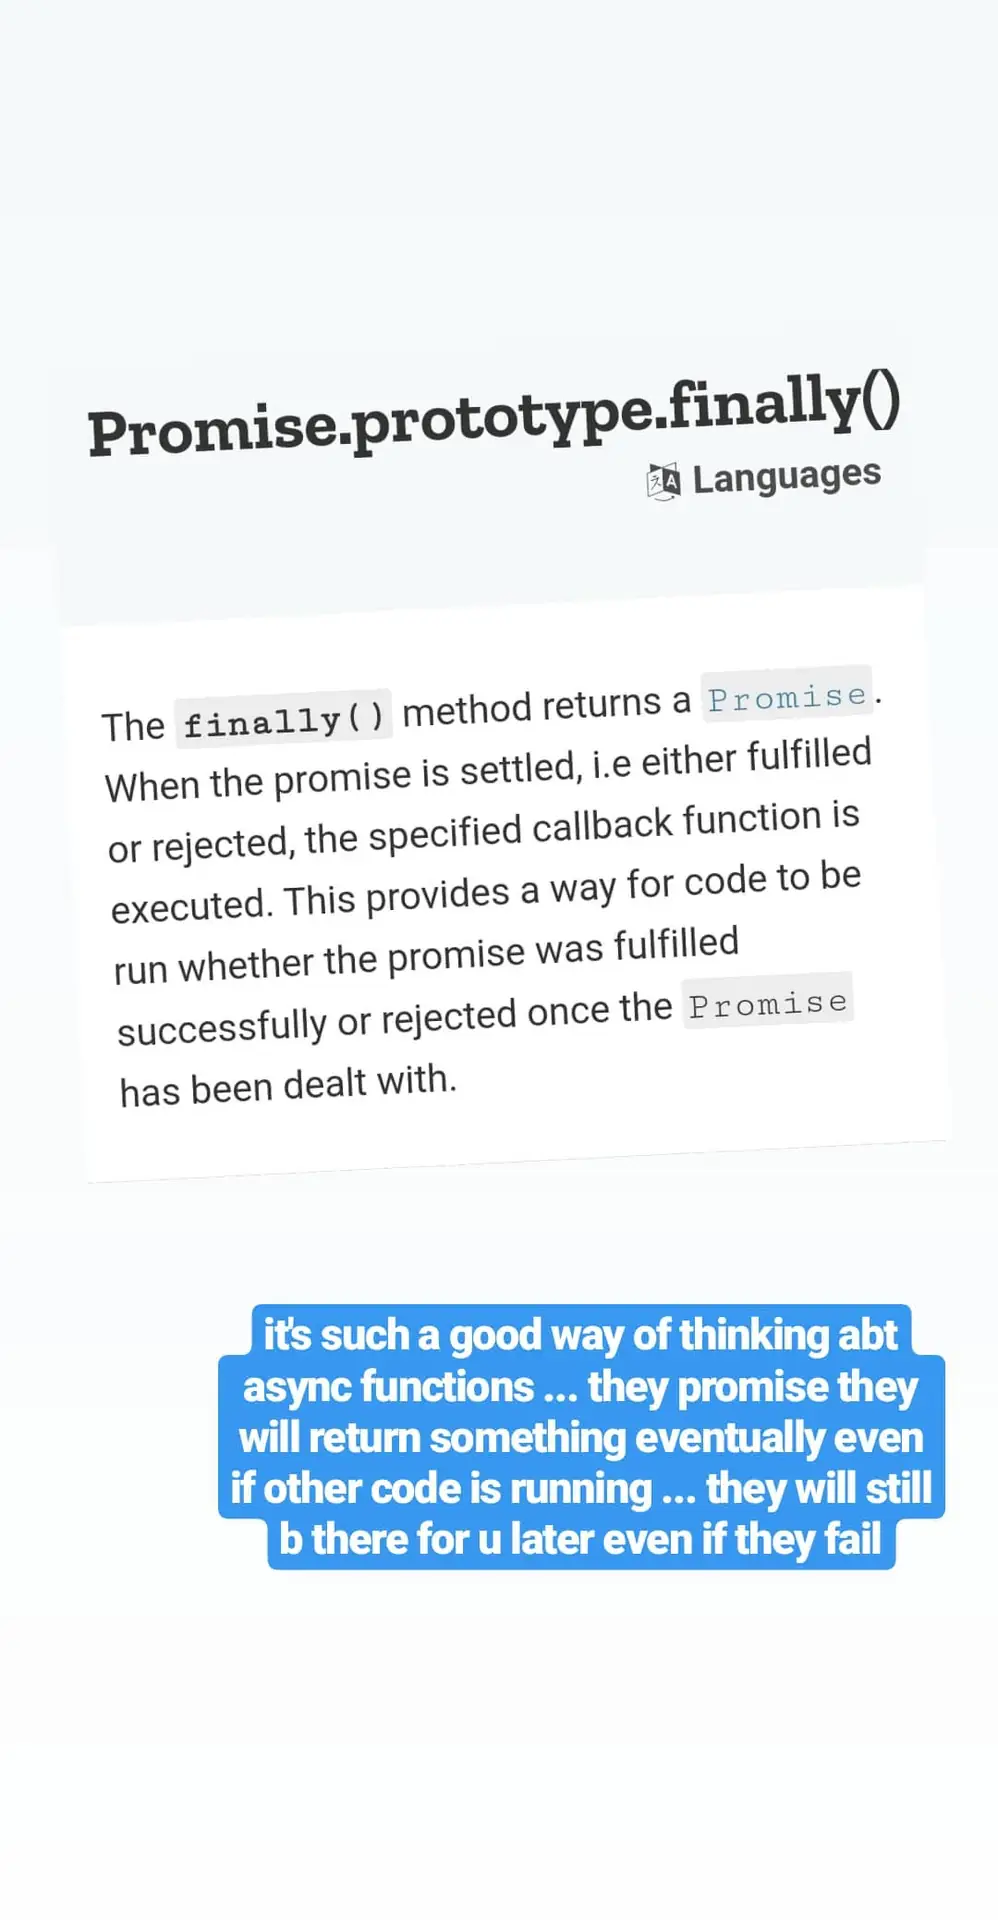 Promise.prototype.finally()
Languages
The finally() method returns a Promise.
When the promise is settled, i.e either fulfilled
or rejected, the specified callback function is
executed. This provides a way for code to be
run whether the promise was fulfilled
successfully or rejected once the Promise
has been dealt with.
it's such a good way of thinking abt
async functions ... they promise they
will return something eventually even
if other code is running ... they will still
b there for u later even if they fail